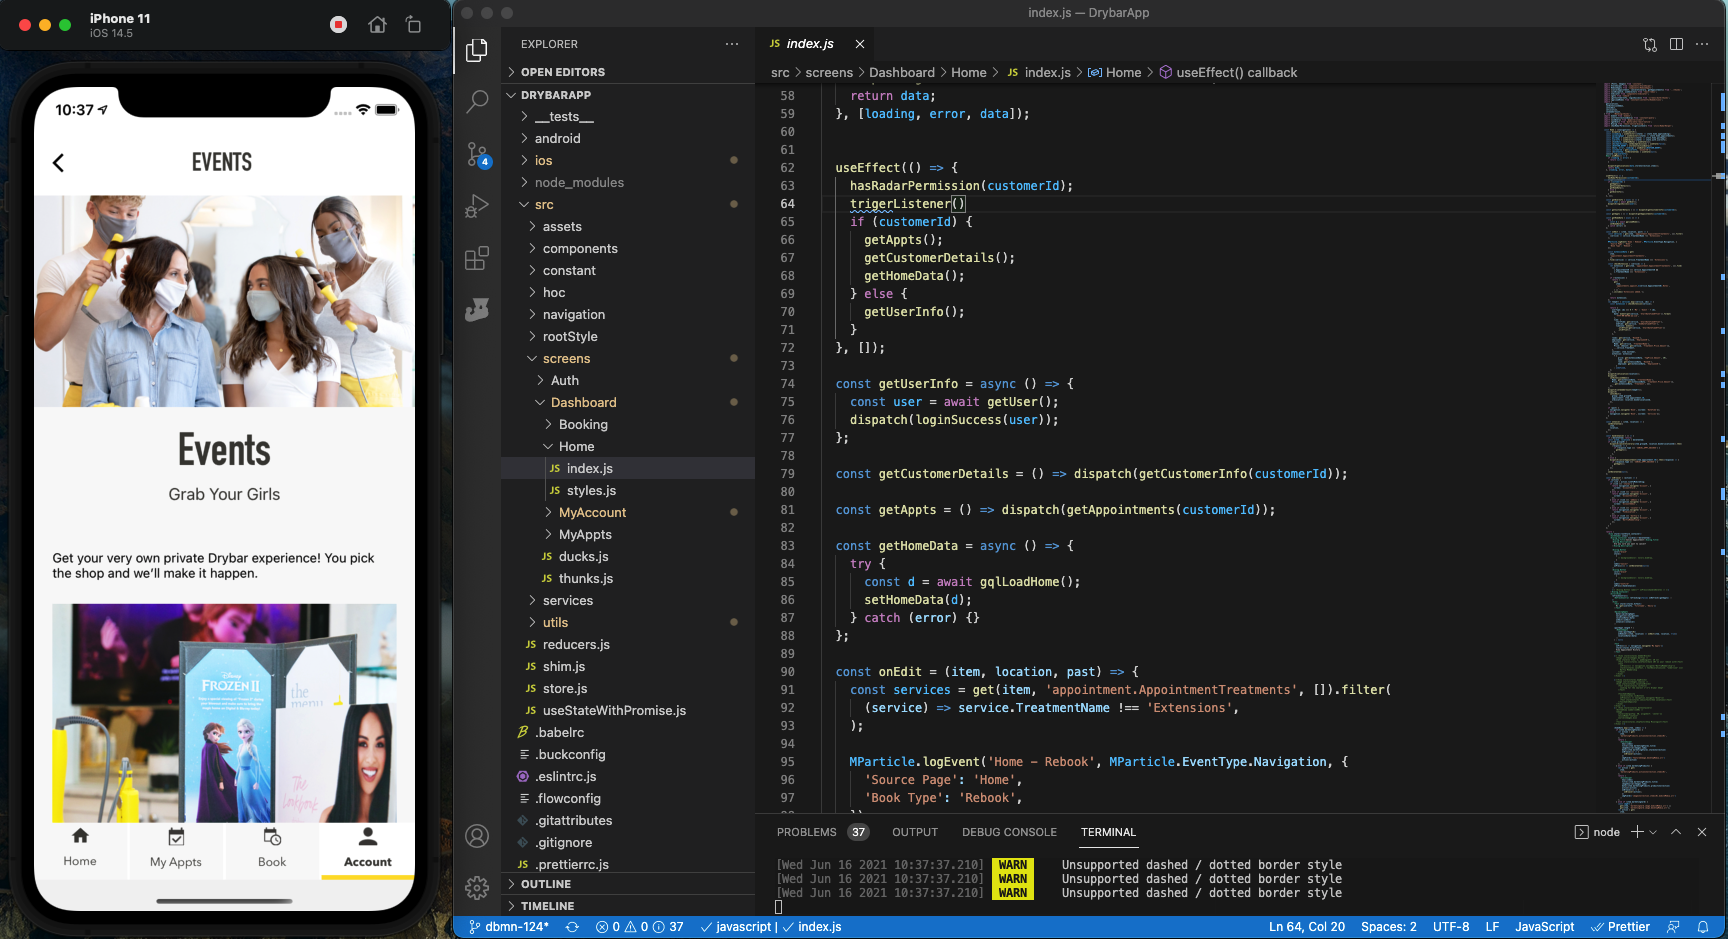 iPhone 11
iOS 14.5
10:37
EVENTS
Events
Grab Your Girls
Get your very own private Drybar experience! You pick
the shop and we'll make it happen.
Disney
FROZEN II
the
menu
The
Lookbook
Home
My Appts
Book
Account
index.js — DrybarApp
EXPLORER
OPEN EDITORS
DRYBARAPP
__tests__
android
ios
node_modules
src
assets
components
constant
hoc
navigation
rootStyle
screens
Auth
Dashboard
Booking
Home
JS index.js
JS styles.js
MyAccount
MyAppts
JS ducks.js
JS thunks.js
services
utils
JS reducers.js
JS shim.js
JS store.js
JS useStateWithPromise.js
.babelrc
.buckconfig
.eslintrc.js
.flowconfig
.gitattributes
.gitignore
JS .prettierrc.js
OUTLINE
TIMELINE
4
JS index.js
src > screens > Dashboard > Home > JS index.js > Home > useEffect() callback
58 return data;
59 }, [loading, error, data]);
60
61
62 useEffect(() => {
63 hasRadarPermission(customerId);
64 trigerListener()
65 if (customerId) {
66 getAppts();
67 getCustomerDetails();
68 getHomeData();
69 } else {
70 getUserInfo();
71 }
72 }, []);
73
74 const getUserInfo = async () => {
75 const user = await getUser();
76 dispatch(loginSuccess(user));
77 };
78
79 const getCustomerDetails = () => dispatch(getCustomerInfo(customerId));
80
81 const getAppts = () => dispatch(getAppointments(customerId));
82
83 const getHomeData = async () => {
84 try {
85 const d = await gqlLoadHome();
86 setHomeData(d);
87 } catch (error) {}
88 };
89
90 const onEdit = (item, location, past) => {
91 const services = get(item, 'appointment.AppointmentTreatments', []).filter(
92 (service) => service.TreatmentName !== 'Extensions',
93 );
94
95 MParticle.logEvent('Home - Rebook', MParticle.EventType.Navigation, {
96 'Source Page': 'Home',
97 'Book Type': 'Rebook',
PROBLEMS 37 OUTPUT DEBUG CONSOLE TERMINAL
node
[Wed Jun 16 2021 10:37:37.210] WARN Unsupported dashed / dotted border style
[Wed Jun 16 2021 10:37:37.210] WARN Unsupported dashed / dotted border style
[Wed Jun 16 2021 10:37:37.210] WARN Unsupported dashed / dotted border style
dbmn-124* 0 0 37 javascript | index.js
Ln 64, Col 20 Spaces: 2 UTF-8 LF JavaScript Prettier